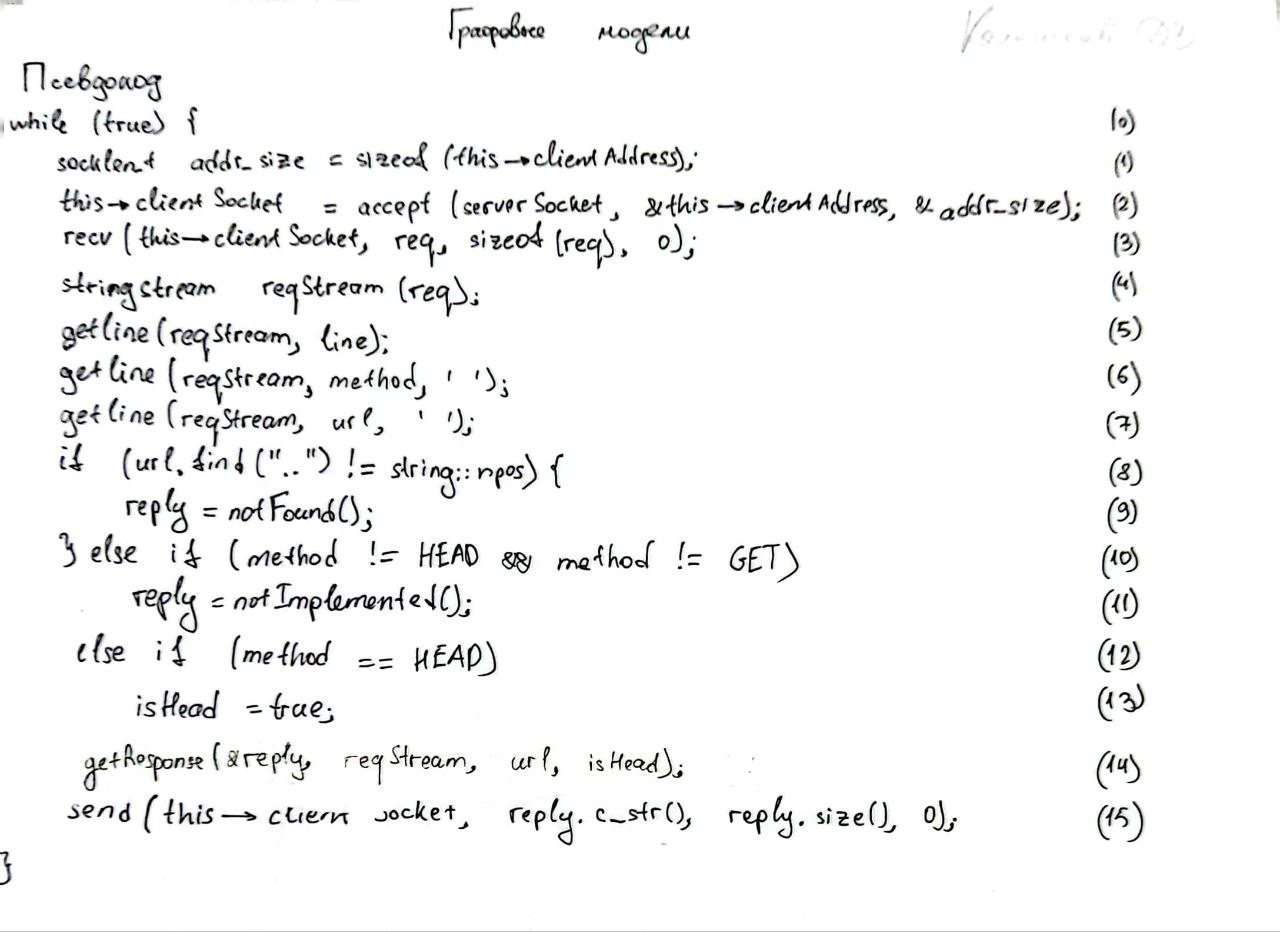 Графовые модели
Псевдокод
while (true) { (0)
socklent addr_size = sizeof (this→clientAddress); (1)
this→clientSocket = accept (serverSocket, &this→clientAddress, & addr_size); (2)
recv (this→clientSocket, req, sizeof (req), 0); (3)
stringstream reqStream (req); (4)
getline (reqStream, line); (5)
getline (reqStream, method, ' '); (6)
getline (reqStream, url, ' '); (7)
if (url.find ("..") != string::npos) { (8)
reply = notFound(); (9)
} else if (method != HEAD && method != GET) (10)
reply = notImplemented(); (11)
else if (method == HEAD) (12)
isHead = true; (13)
getResponse (&reply, reqStream, url, isHead); (14)
send (this→client socket, reply.c_str(), reply.size(), 0); (15)
}